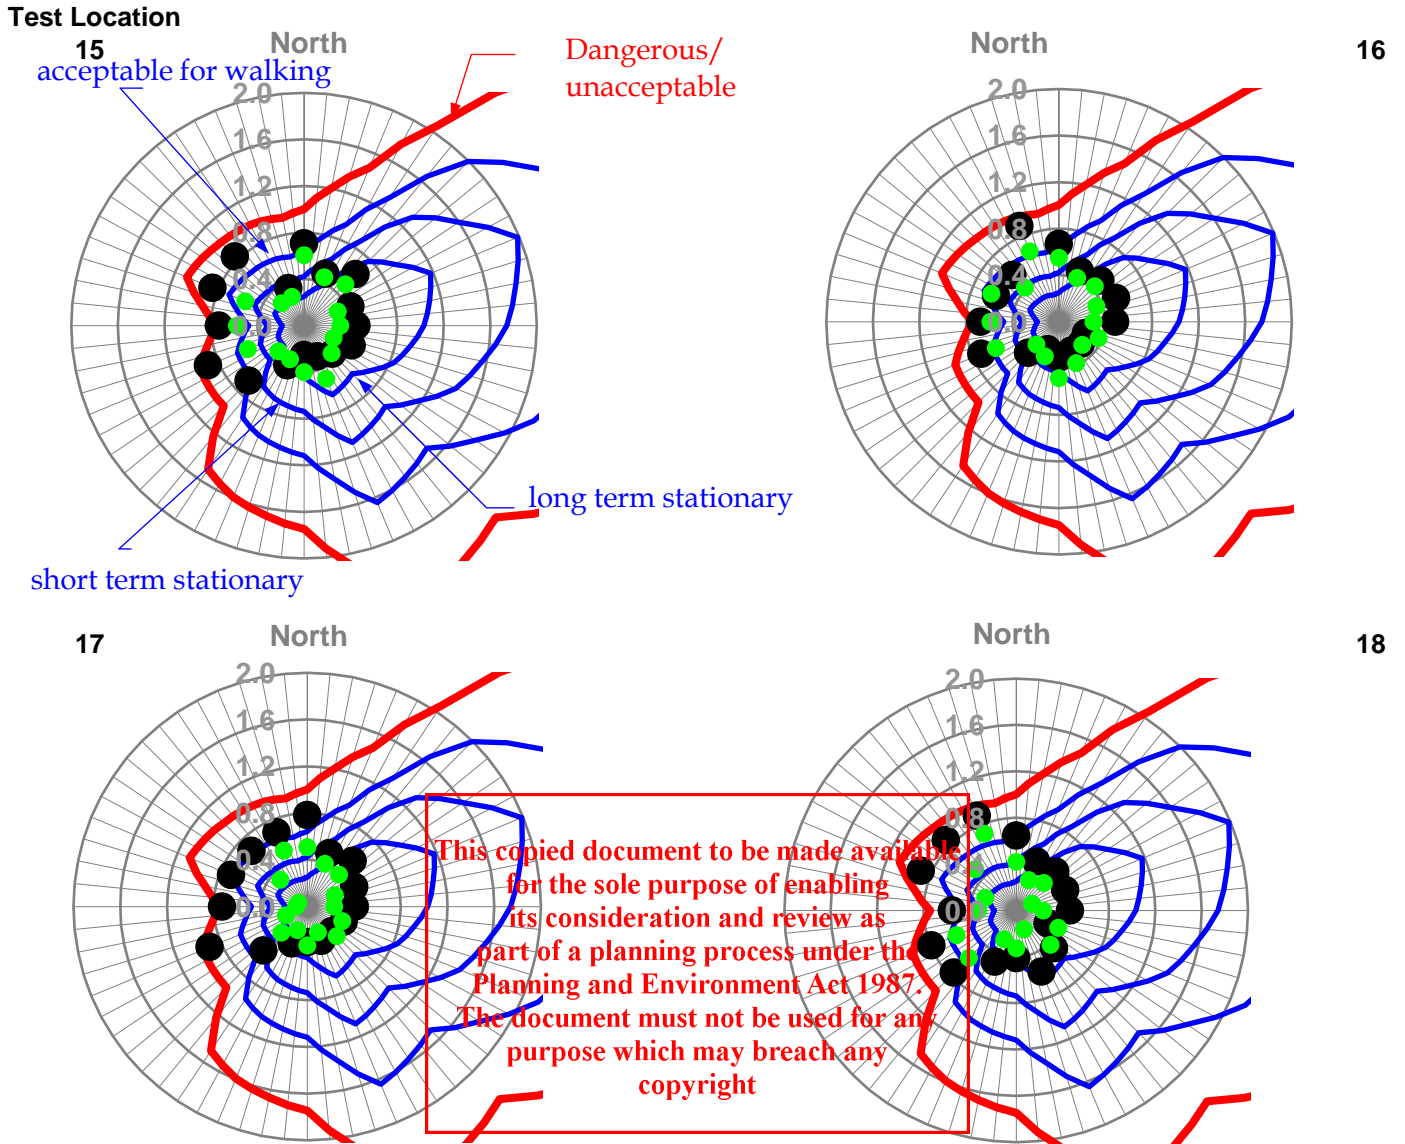 Test Location
15
North
acceptable for walking
Dangerous/
unacceptable
2.0
1.6
1.2
0.8
0.4
0.0
long term stationary
short term stationary
North
16
2.0
1.6
1.2
0.8
0.4
0.0
17
North
2.0
1.6
1.2
0.8
0.4
0.0
North
18
2.0
1.2
0.8
0.4
0.0
1.6
This copied document to be made available
for the sole purpose of enabling
its consideration and review as
part of a planning process under the
Planning and Environment Act 1987.
The document must not be used for any
purpose which may breach any
copyright